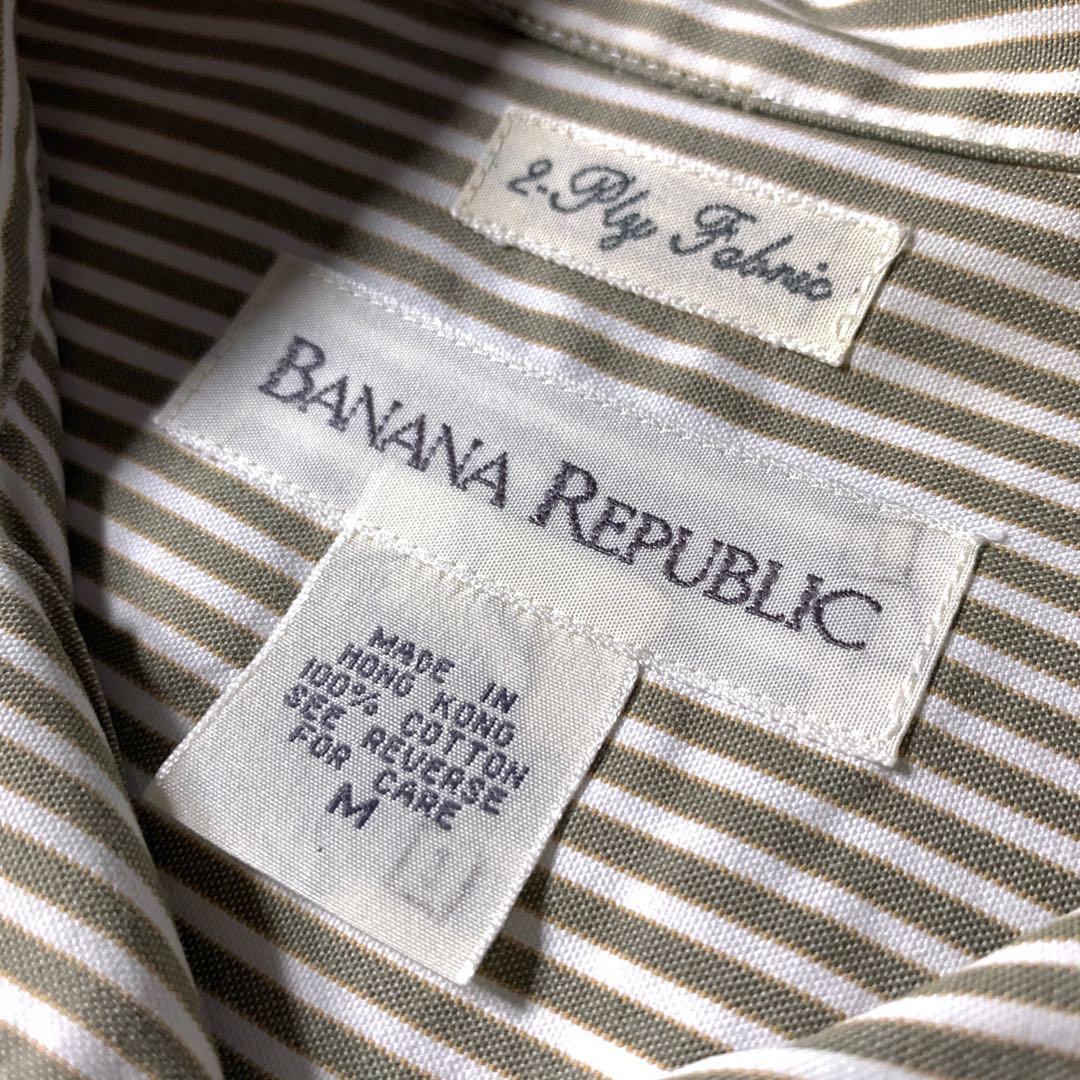 2-Ply Fabric
BANANA REPUBLIC
MADE IN
HONG KONG
100% COTTON
SEE REVERSE
FOR CARE
M